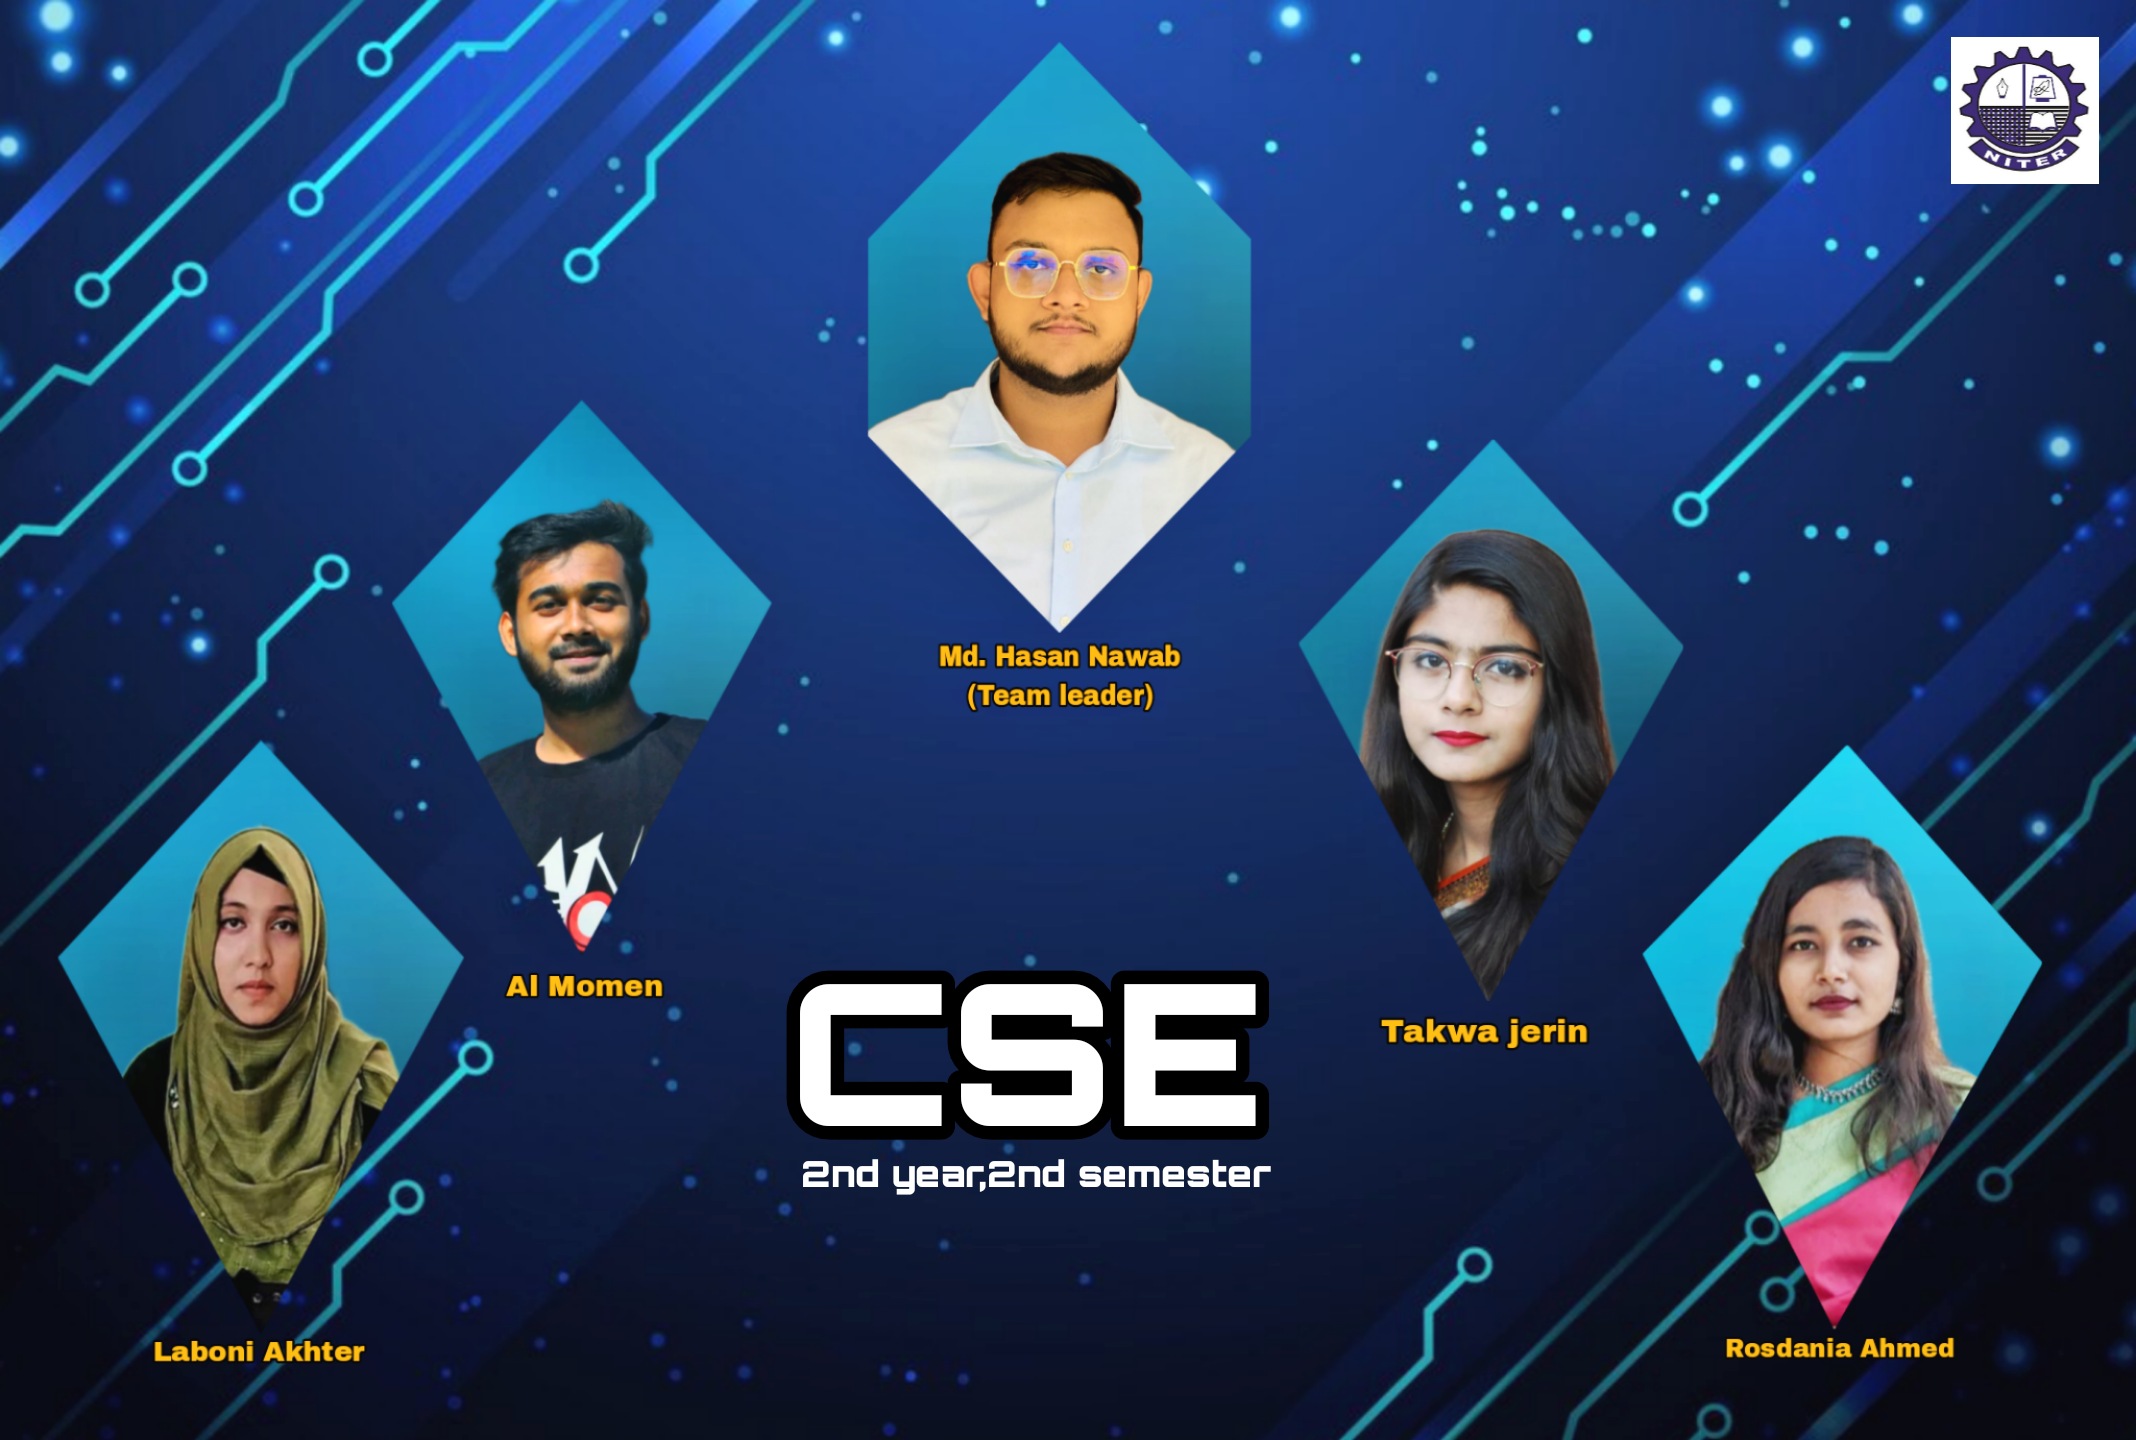 NITER
Md. Hasan Nawab
(Team leader)
Al Momen
Takwa jerin
CSE
2nd year,2nd semester
Laboni Akhter
Rosdania Ahmed